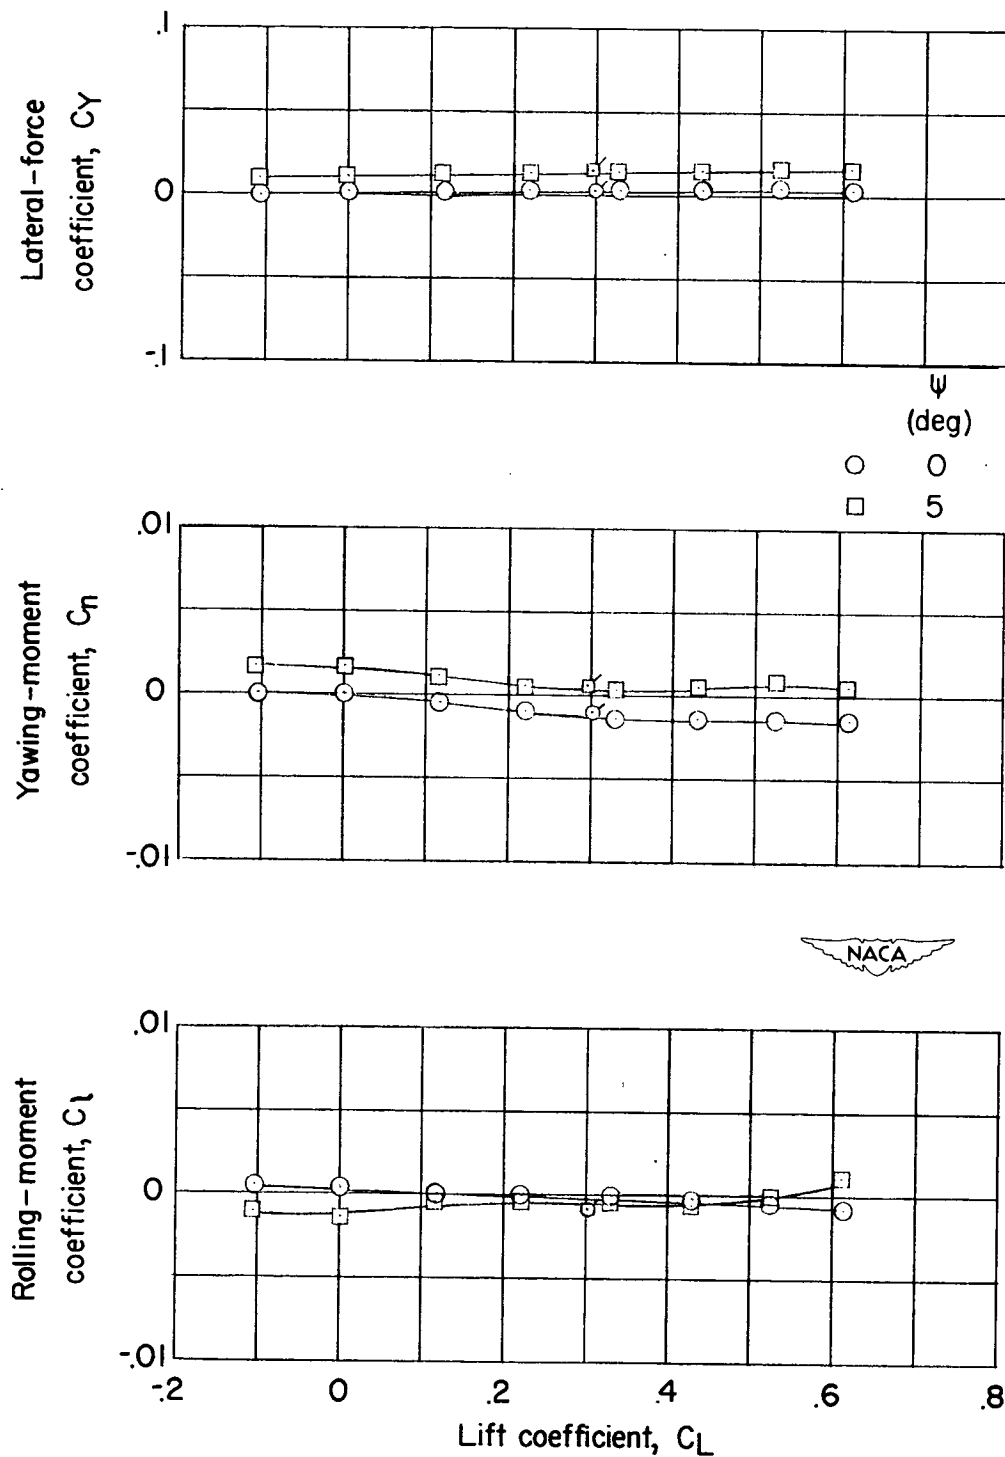 .1
0
-.1
Lateral-force
coefficient, CY
ψ
(deg)
0
5
.01
0
-.01
Yawing-moment
coefficient, Cn
NACA
.01
0
-.01
Rolling-moment
coefficient, Cl
-.2 0 .2 .4 .6 .8
Lift coefficient, CL